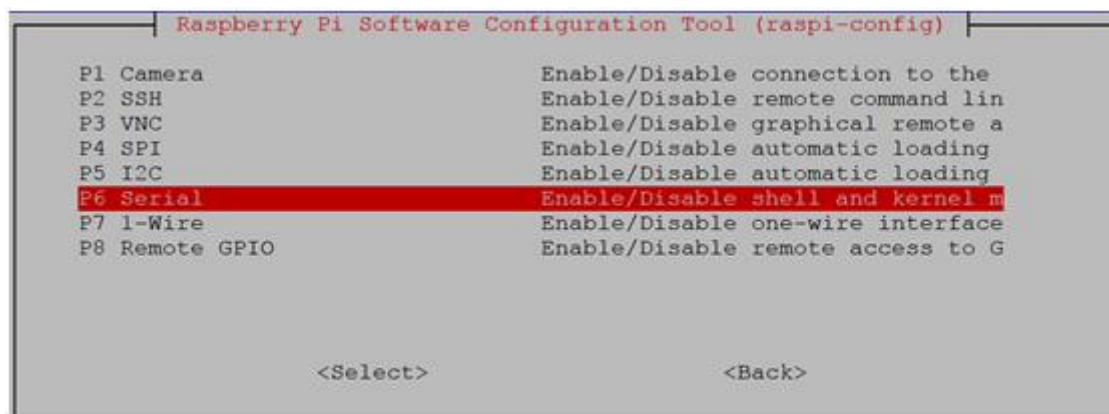 Raspberry Pi Software Configuration Tool (raspi-config)
P1 Camera Enable/Disable connection to the
P2 SSH Enable/Disable remote command lin
P3 VNC Enable/Disable graphical remote a
P4 SPI Enable/Disable automatic loading
P5 I2C Enable/Disable automatic loading
P6 Serial Enable/Disable shell and kernel m
P7 1-Wire Enable/Disable one-wire interface
P8 Remote GPIO Enable/Disable remote access to G
<Select> <Back>